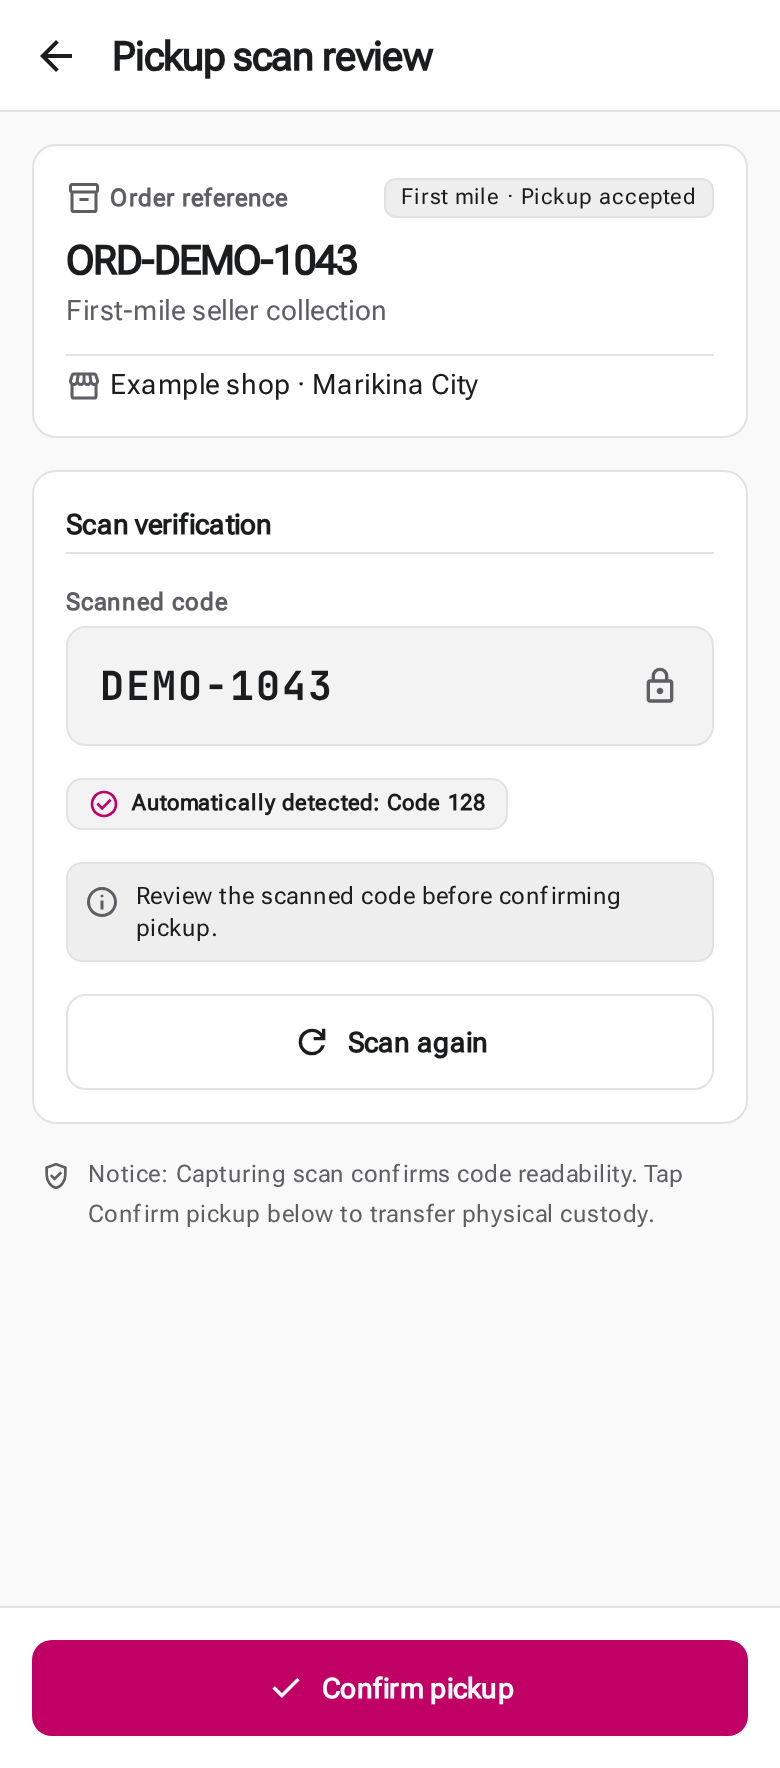 Pickup scan review
Order reference
First mile · Pickup accepted
ORD-DEMO-1043
First-mile seller collection
Example shop · Marikina City
Scan verification
Scanned code
DEMO-1043
Automatically detected: Code 128
Review the scanned code before confirming
pickup.
Scan again
Notice: Capturing scan confirms code readability. Tap
Confirm pickup below to transfer physical custody.
Confirm pickup